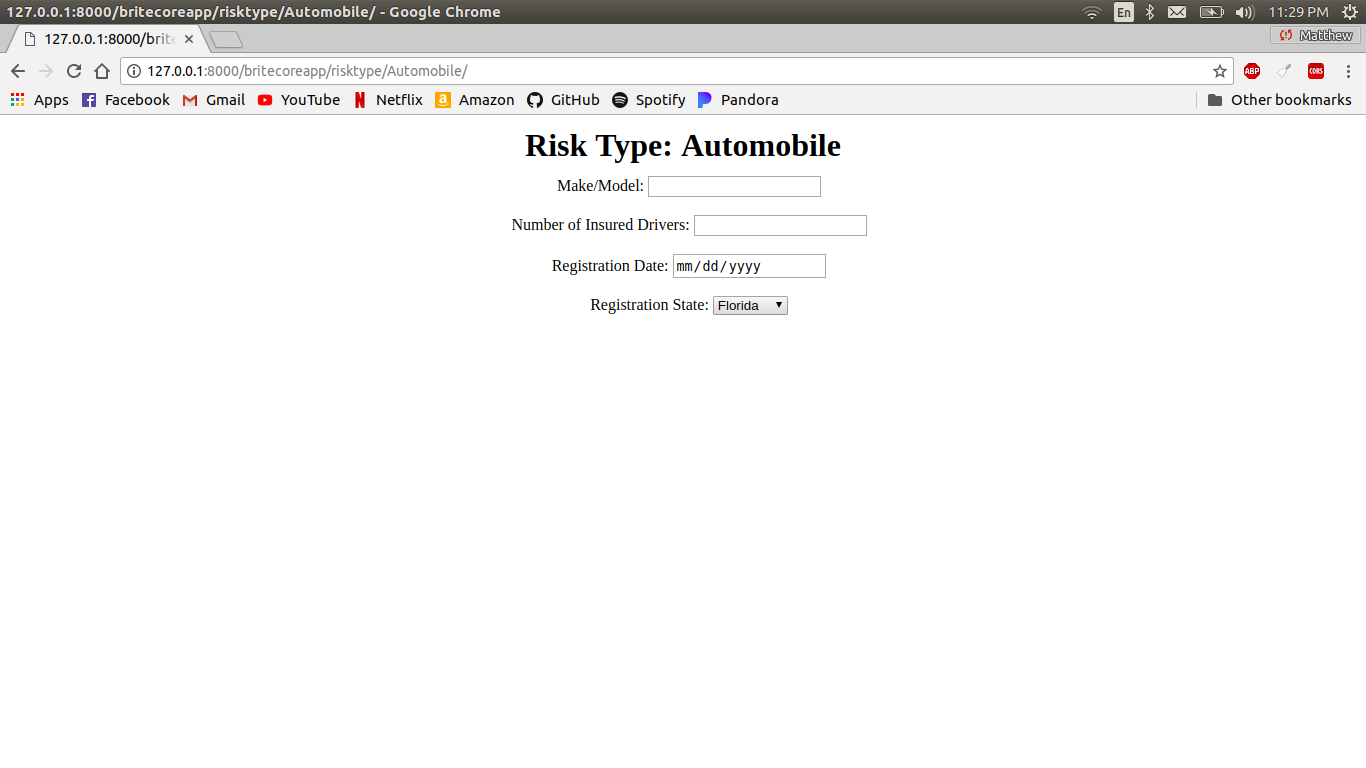 127.0.0.1:8000/britecoreapp/risktype/Automobile/ - Google Chrome En 11:29 PM
127.0.0.1:8000/brite Matthew
127.0.0.1:8000/britecoreapp/risktype/Automobile/ ABP CORS
Apps Facebook Gmail YouTube Netflix Amazon GitHub Spotify Pandora Other bookmarks
Risk Type: Automobile
Make/Model:
Number of Insured Drivers:
Registration Date: mm/dd/yyyy
Registration State: Florida